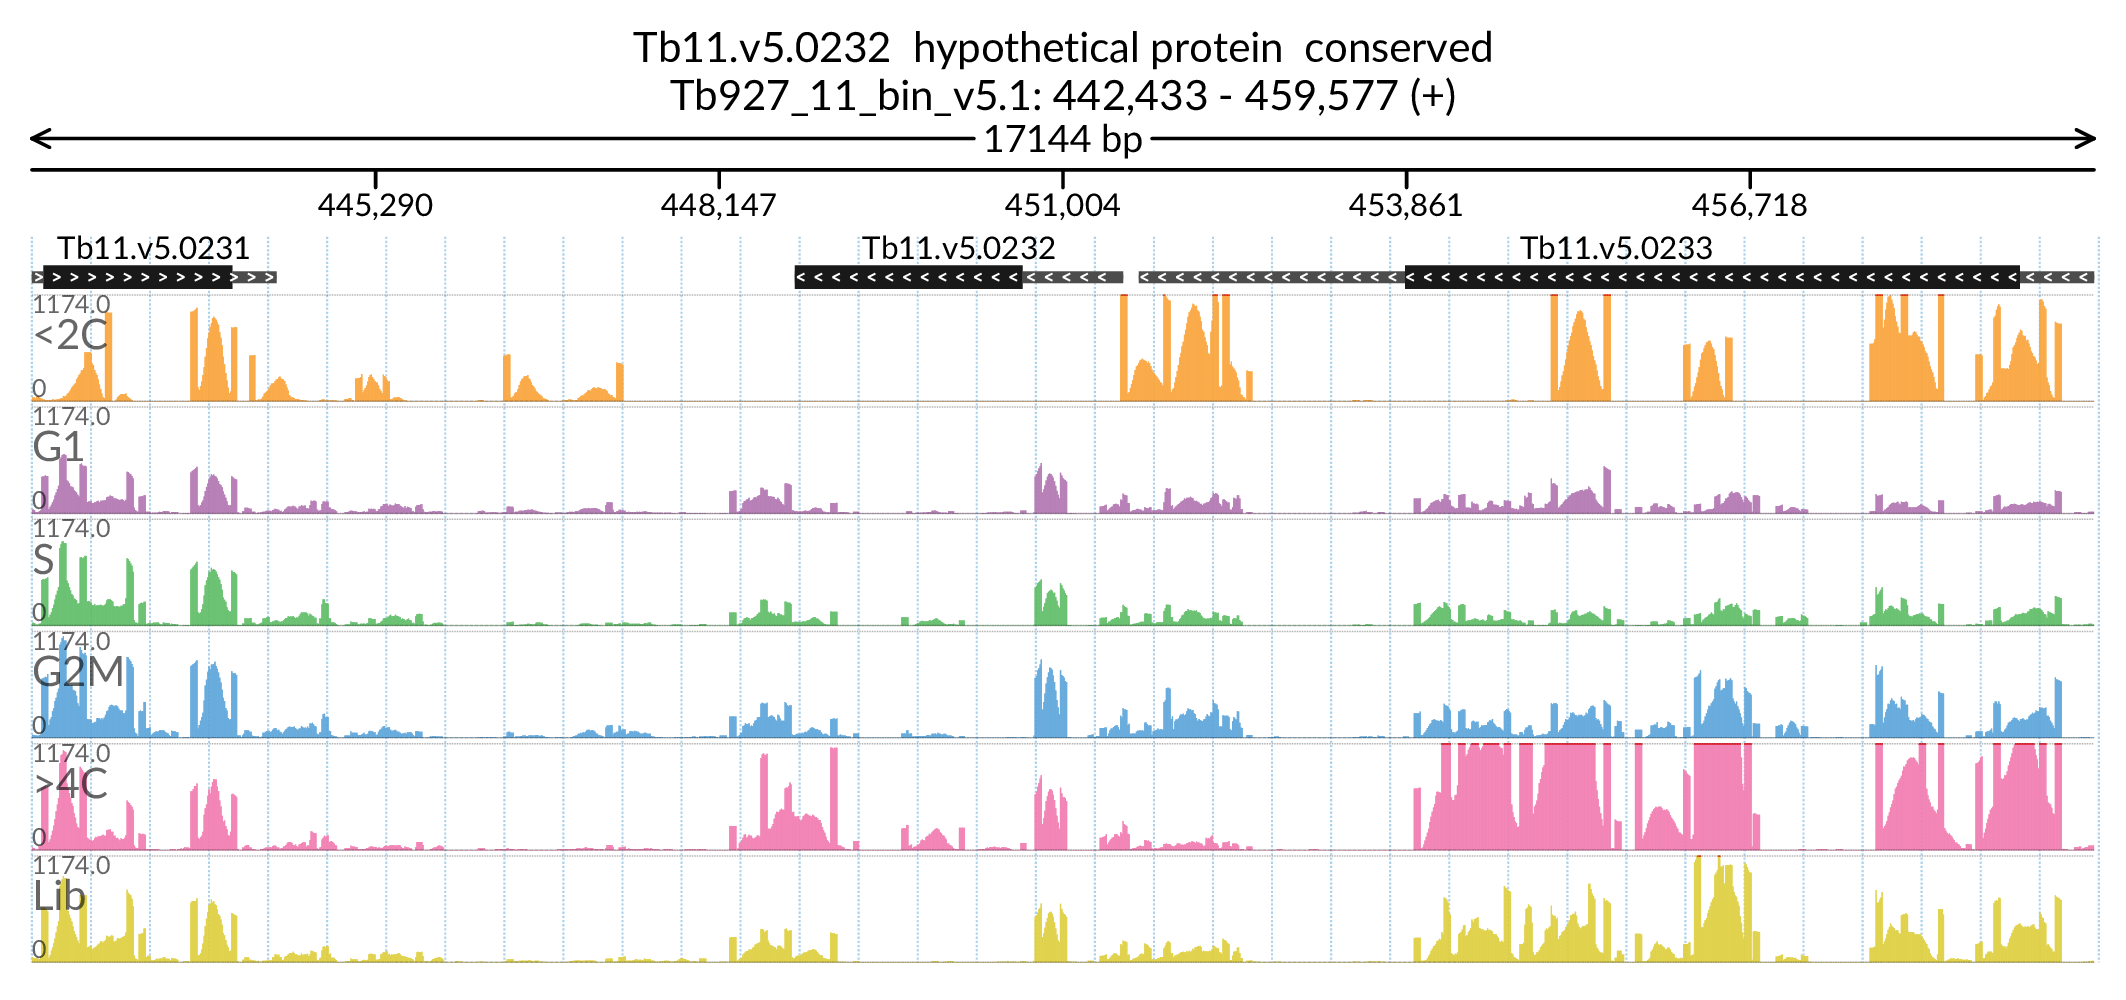 Tb11.v5.0232 hypothetical protein conserved
Tb927_11_bin_v5.1: 442,433 - 459,577 (+)
17144 bp
445,290 448,147 451,004 453,861 456,718
Tb11.v5.0231 Tb11.v5.0232 Tb11.v5.0233
1174.0
<2C
0
1174.0
G1
0
1174.0
S
0
1174.0
G2M
0
1174.0
>4C
0
1174.0
Lib
0